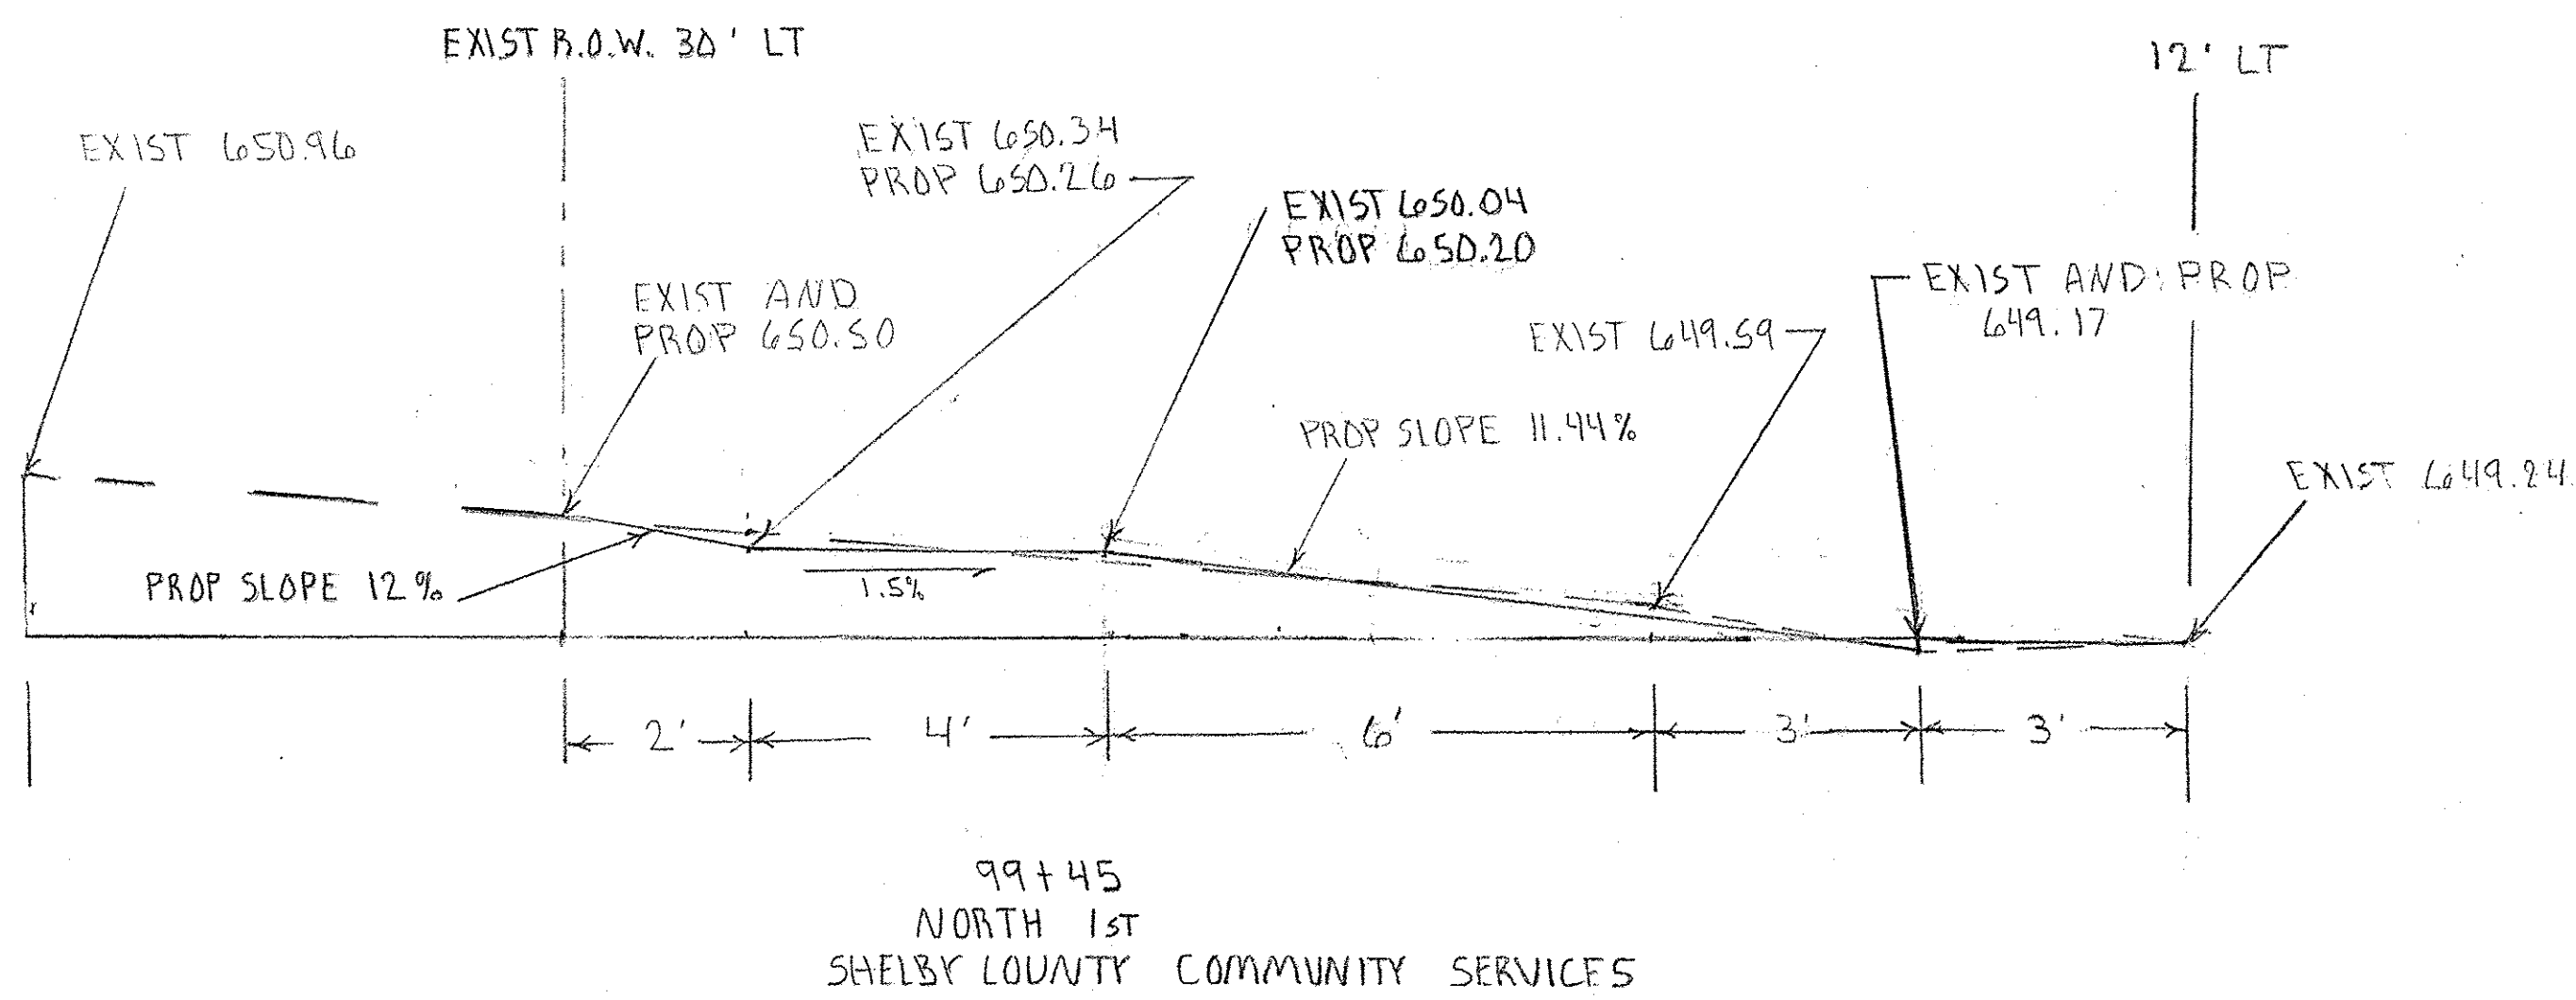 EXIST R.O.W. 30' LT
12' LT
EXIST 650.96
EXIST 650.34
PROP 650.26
EXIST 650.04
PROP 650.20
EXIST AND PROP
649.17
EXIST AND
PROP 650.50
EXIST 649.59
PROP SLOPE 11.44%
EXIST 649.24
PROP SLOPE 12%
1.5%
2'
4'
6'
3'
3'
99+45
NORTH 1ST
SHELBY COUNTY COMMUNITY SERVICES